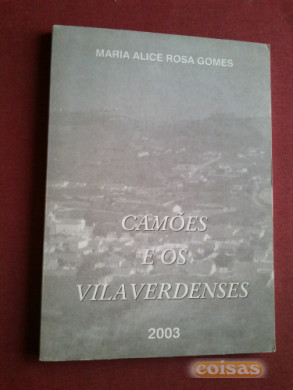 MARIA ALICE ROSA GOMES
CAMÕES
E OS
VILAVERDENSES
2003
coisas